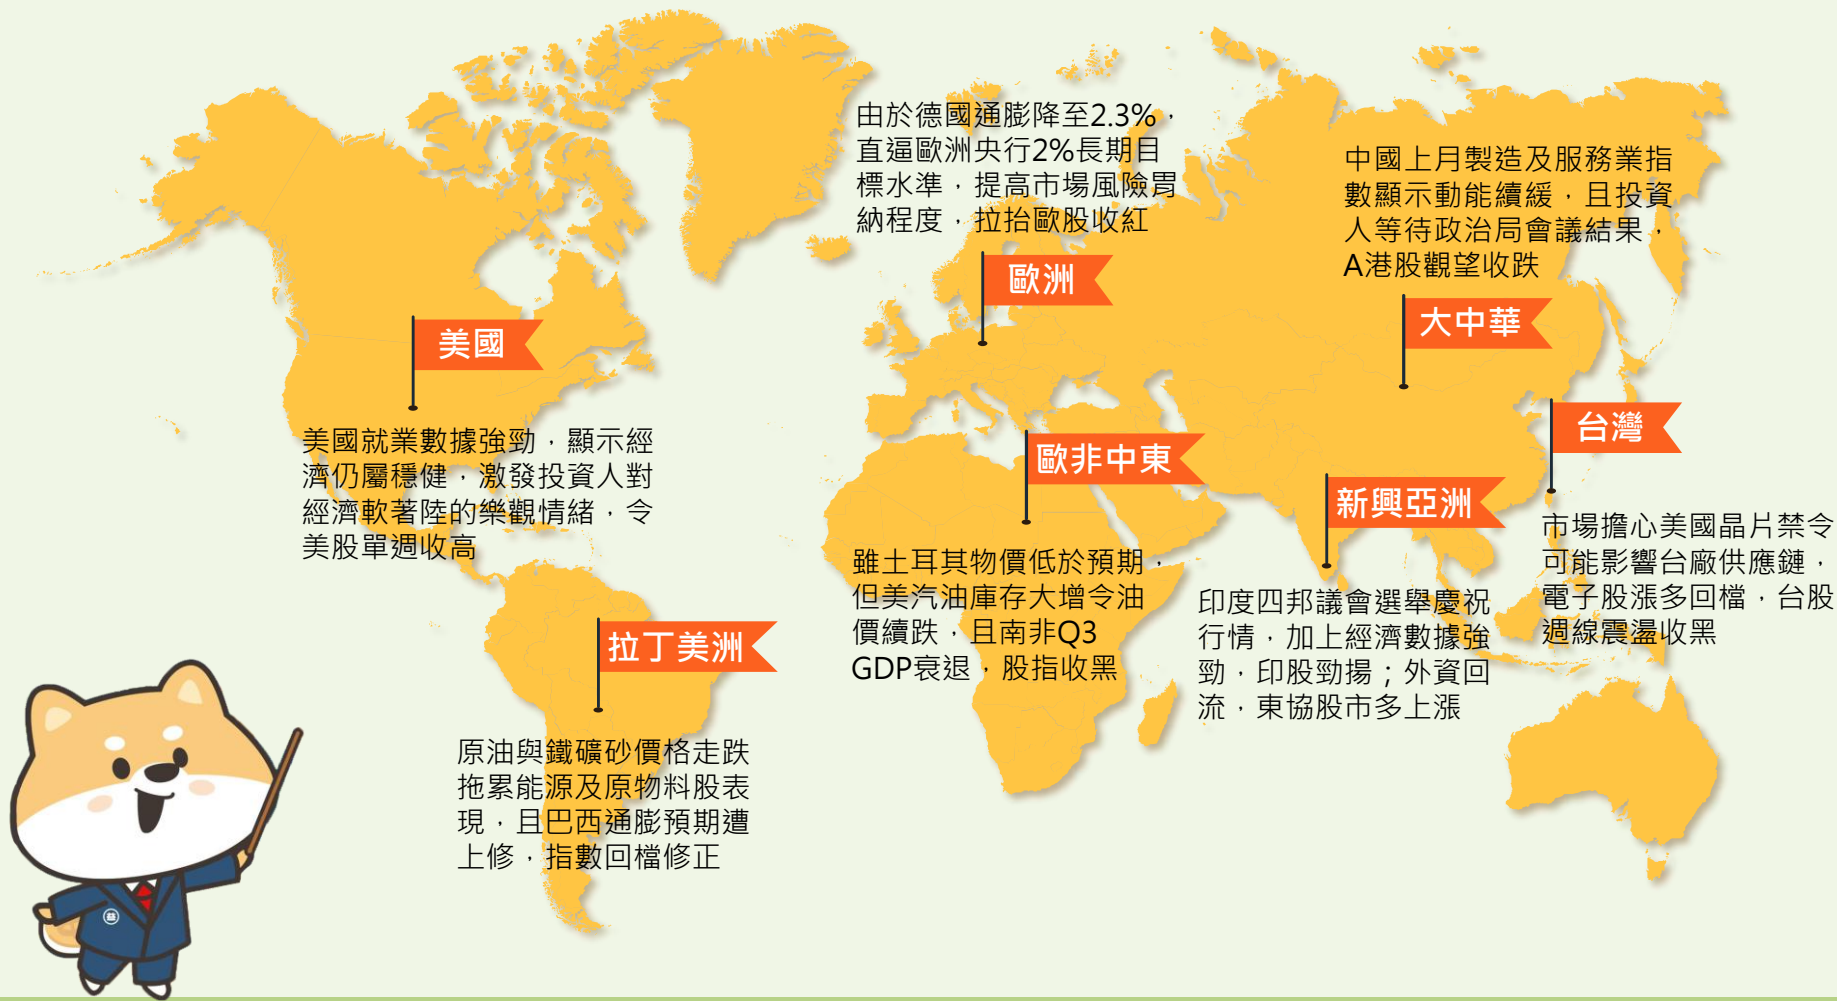 美國
美國就業數據強勁，顯示經
濟仍屬穩健，激發投資人對
經濟軟著陸的樂觀情緒，令
美股單週收高
拉丁美洲
原油與鐵礦砂價格走跌
拖累能源及原物料股表
現，且巴西通膨預期遭
上修，指數回檔修正
由於德國通膨降至2.3%，
直逼歐洲央行2%長期目
標水準，提高市場風險胃
納程度，拉抬歐股收紅
歐洲
歐非中東
雖土耳其物價低於預期，
但美汽油庫存大增令油
價續跌，且南非Q3
GDP衰退，股指收黑
中國上月製造及服務業指
數顯示動能續緩，且投資
人等待政治局會議結果，
A港股觀望收跌
大中華
新興亞洲
印度四邦議會選舉慶祝
行情，加上經濟數據強
勁，印股勁揚；外資回
流，東協股市多上漲
台灣
市場擔心美國晶片禁令
可能影響台廠供應鏈，
電子股漲多回檔，台股
週線震盪收黑